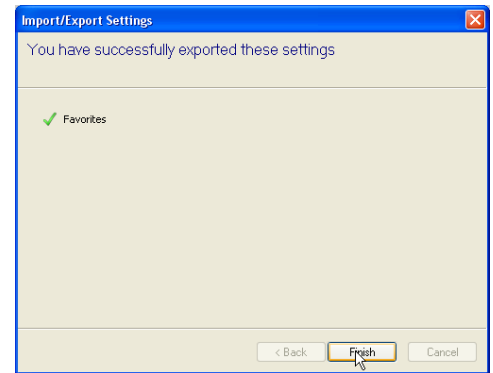 Import/Export Settings
You have successfully exported these settings
Favorites
< Back Finish Cancel